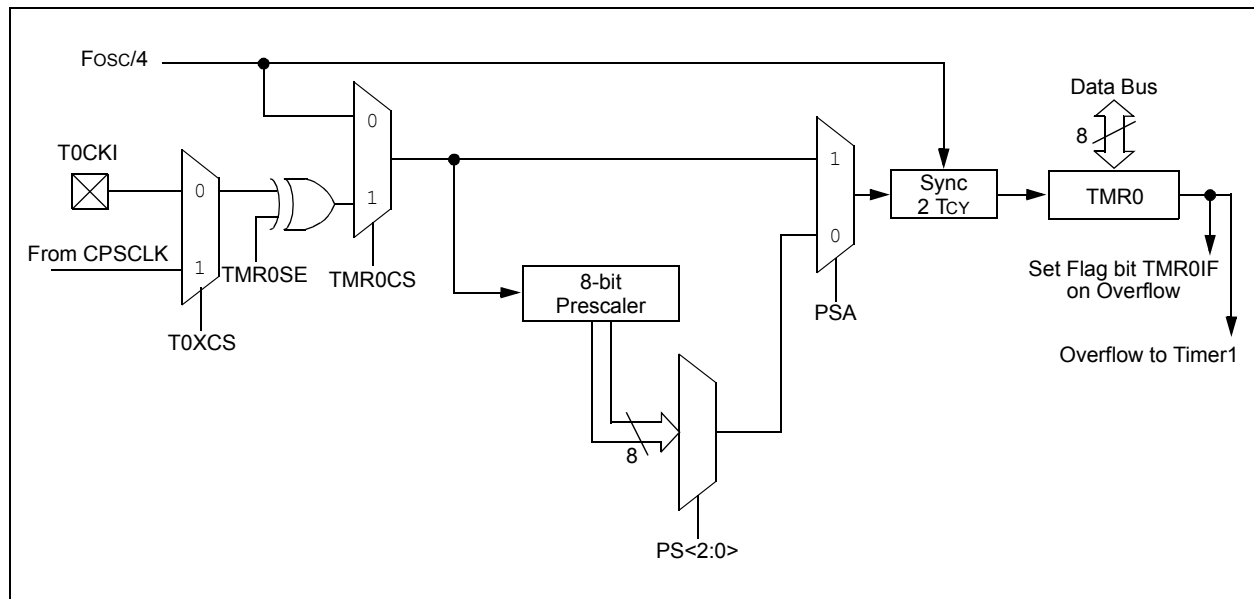 FOSC/4
Data Bus
8
0
T0CKI
0
1
1
Sync
2 TCY
TMR0
1
0
From CPSCLK
1
TMR0SE
TMR0CS
8-bit
Prescaler
PSA
Set Flag bit TMR0IF
on Overflow
T0XCS
Overflow to Timer1
8
PS<2:0>